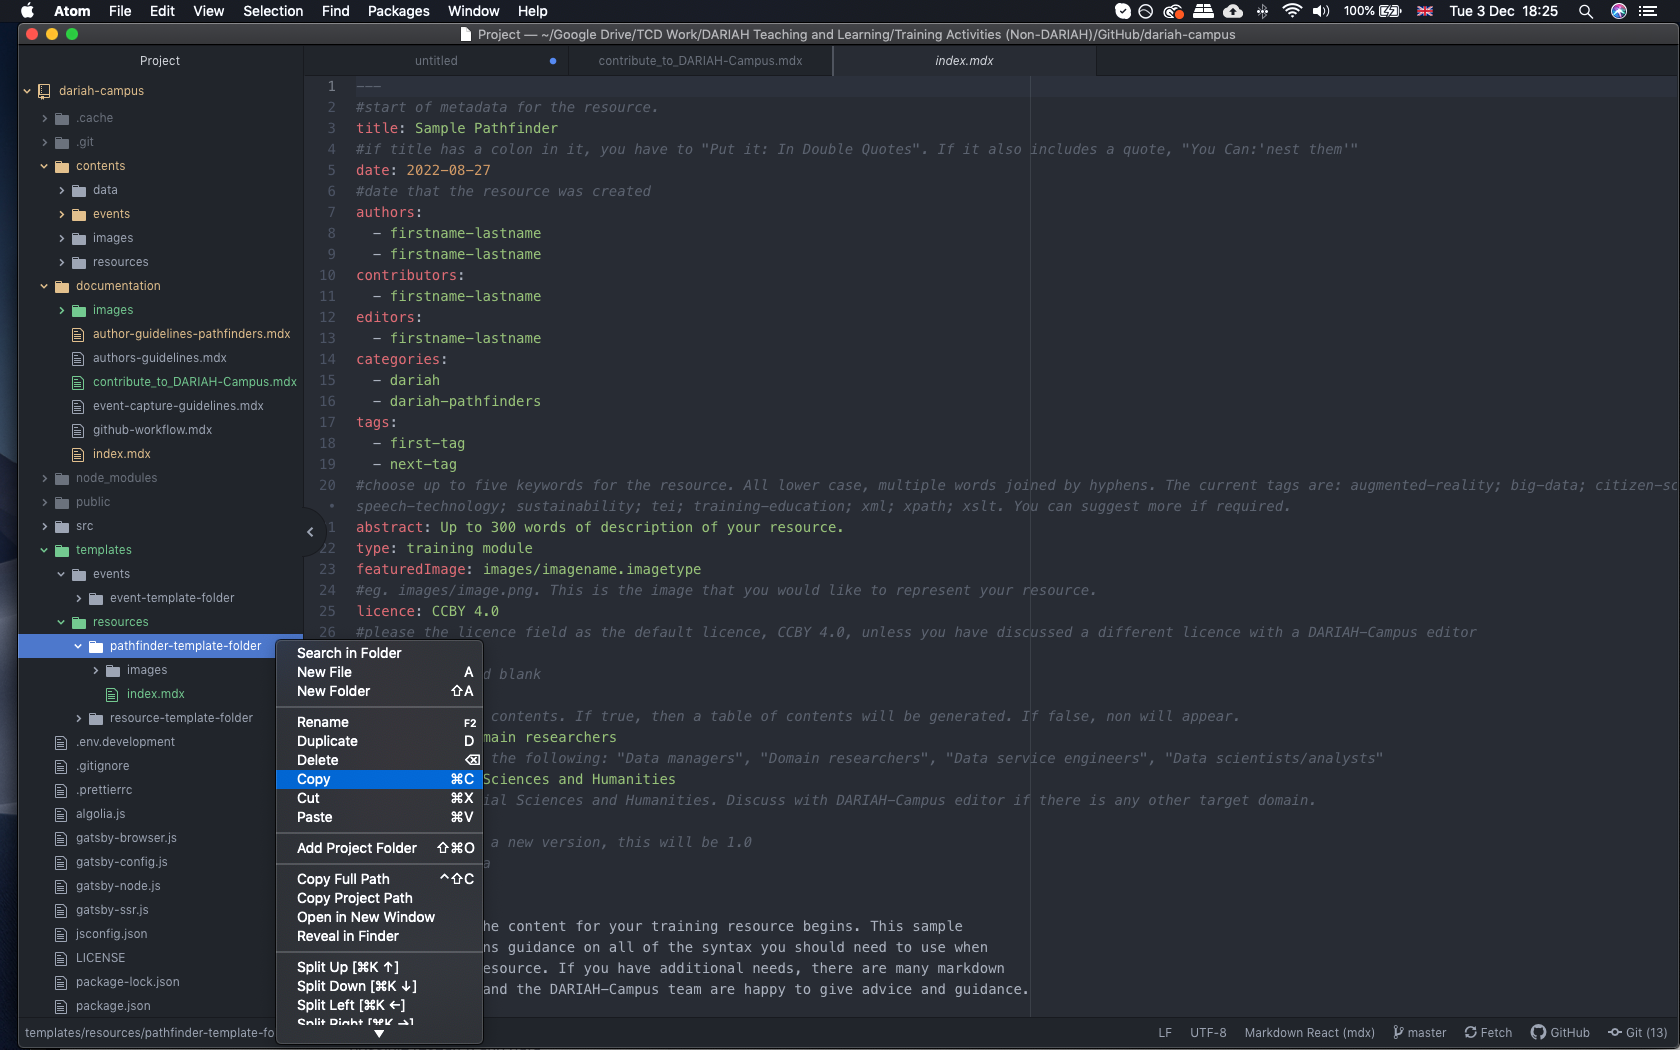 Atom File Edit View Selection Find Packages Window Help 100% Tue 3 Dec 18:25
Project — ~/Google Drive/TCD Work/DARIAH Teaching and Learning/Training Activities (Non-DARIAH)/GitHub/dariah-campus
Project
untitled
contribute_to_DARIAH-Campus.mdx
index.mdx
dariah-campus
.cache
.git
contents
data
events
images
resources
documentation
images
author-guidelines-pathfinders.mdx
authors-guidelines.mdx
contribute_to_DARIAH-Campus.mdx
event-capture-guidelines.mdx
github-workflow.mdx
index.mdx
node_modules
public
src
templates
events
event-template-folder
resources
pathfinder-template-folder
images
index.mdx
resource-template-folder
.env.development
.gitignore
.prettierrc
algolia.js
gatsby-browser.js
gatsby-config.js
gatsby-node.js
gatsby-ssr.js
jsconfig.json
LICENSE
package-lock.json
package.json
1 ---
2 #start of metadata for the resource.
3 title: Sample Pathfinder
4 #if title has a colon in it, you have to "Put it: In Double Quotes". If it also includes a quote, "You Can:'nest them'"
5 date: 2022-08-27
6 #date that the resource was created
7 authors:
8 - firstname-lastname
9 - firstname-lastname
10 contributors:
11 - firstname-lastname
12 editors:
13 - firstname-lastname
14 categories:
15 - dariah
16 - dariah-pathfinders
17 tags:
18 - first-tag
19 - next-tag
20 #choose up to five keywords for the resource. All lower case, multiple words joined by hyphens. The current tags are: augmented-reality; big-data; citizen-sc
• speech-technology; sustainability; tei; training-education; xml; xpath; xslt. You can suggest more if required.
1 abstract: Up to 300 words of description of your resource.
22 type: training module
23 featuredImage: images/imagename.imagetype
24 #eg. images/image.png. This is the image that you would like to represent your resource.
25 licence: CCBY 4.0
26 #please the licence field as the default licence, CCBY 4.0, unless you have discussed a different licence with a DARIAH-Campus editor
d blank
contents. If true, then a table of contents will be generated. If false, non will appear.
main researchers
the following: "Data managers", "Domain researchers", "Data service engineers", "Data scientists/analysts"
Sciences and Humanities
ial Sciences and Humanities. Discuss with DARIAH-Campus editor if there is any other target domain.
a new version, this will be 1.0
a
he content for your training resource begins. This sample
ns guidance on all of the syntax you should need to use when
esource. If you have additional needs, there are many markdown
and the DARIAH-Campus team are happy to give advice and guidance.
Search in Folder
New File A
New Folder ⇧A
Rename F2
Duplicate D
Delete ⌫
Copy ⌘C
Cut ⌘X
Paste ⌘V
Add Project Folder ⇧⌘O
Copy Full Path ^⇧C
Copy Project Path
Open in New Window
Reveal in Finder
Split Up [⌘K ↑]
Split Down [⌘K ↓]
Split Left [⌘K ←]
Split Right [⌘K →]
templates/resources/pathfinder-template-fo
LF UTF-8 Markdown React (mdx) master Fetch GitHub Git (13)